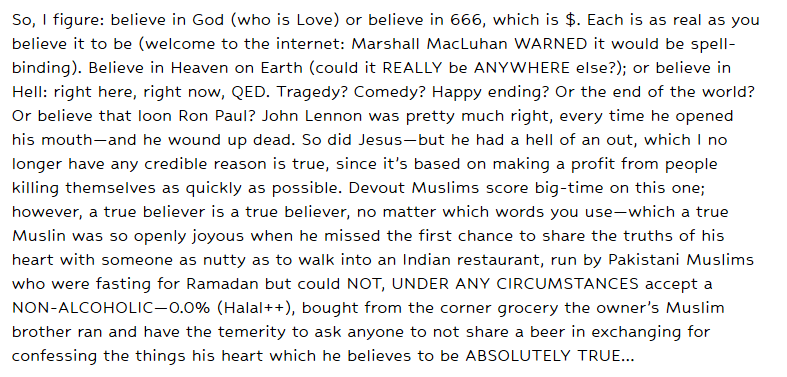 So, I figure: believe in God (who is Love) or believe in 666, which is $. Each is as real as you
believe it to be (welcome to the internet: Marshall MacLuhan WARNED it would be spell-
binding). Believe in Heaven on Earth (could it REALLY be ANYWHERE else?); or believe in
Hell: right here, right now, QED. Tragedy? Comedy? Happy ending? Or the end of the world?
Or believe that loon Ron Paul? John Lennon was pretty much right, every time he opened
his mouth—and he wound up dead. So did Jesus—but he had a hell of an out, which I no
longer have any credible reason is true, since it's based on making a profit from people
killing themselves as quickly as possible. Devout Muslims score big-time on this one;
however, a true believer is a true believer, no matter which words you use—which a true
Muslin was so openly joyous when he missed the first chance to share the truths of his
heart with someone as nutty as to walk into an Indian restaurant, run by Pakistani Muslims
who were fasting for Ramadan but could NOT, UNDER ANY CIRCUMSTANCES accept a
NON-ALCOHOLIC—0.0% (Halal++), bought from the corner grocery the owner's Muslim
brother ran and have the temerity to ask anyone to not share a beer in exchanging for
confessing the things his heart which he believes to be ABSOLUTELY TRUE...